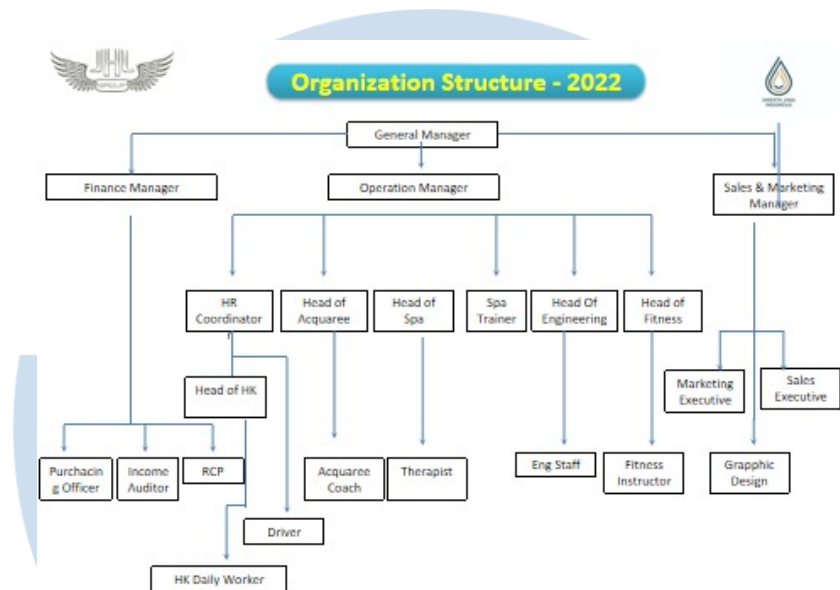 JHL
GROUP
Organization Structure - 2022
General Manager
Finance Manager
Operation Manager
Sales & Marketing
Manager
HR
Coordinator
Head of
Acquaree
Head of
Spa
Spa
Trainer
Head Of
Engineering
Head of
Fitness
Head of HK
Marketing
Executive
Sales
Executive
Purchacin
g Officer
Income
Auditor
RCP
Acquaree
Coach
Therapist
Eng Staff
Fitness
Instructor
Grapphic
Design
Driver
HK Daily Worker